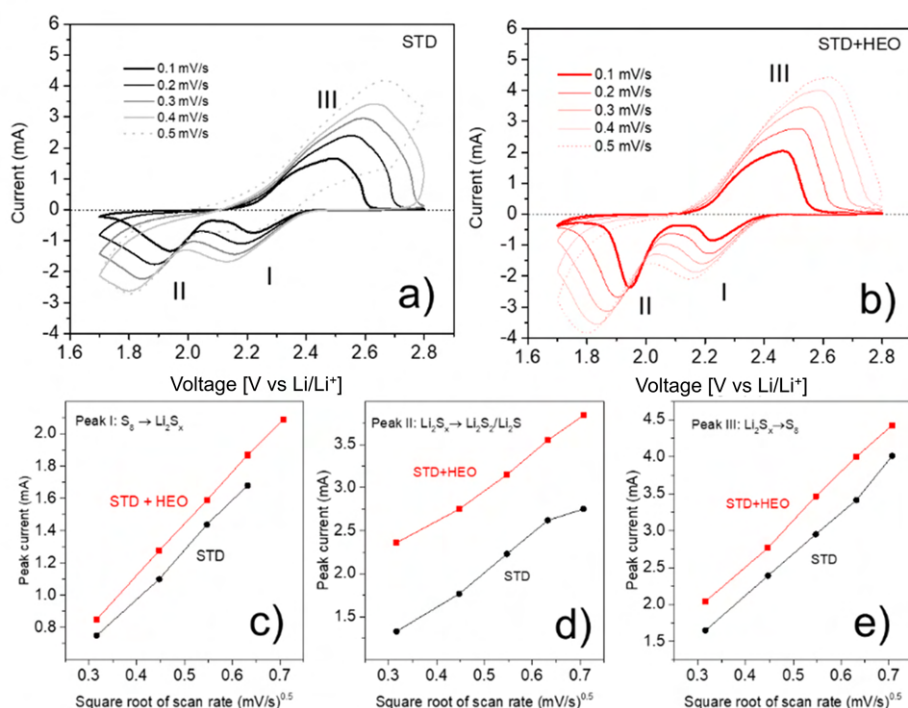 STD
0.1 mV/s
0.2 mV/s
0.3 mV/s
0.4 mV/s
0.5 mV/s
III
II
I
a)
Current (mA)
6
5
4
3
2
1
0
-1
-2
-3
-4
1.6 1.8 2.0 2.2 2.4 2.6 2.8
Voltage [V vs Li/Li⁺]
STD+HEO
0.1 mV/s
0.2 mV/s
0.3 mV/s
0.4 mV/s
0.5 mV/s
III
II
I
b)
Current (mA)
6
5
4
3
2
1
0
-1
-2
-3
-4
1.6 1.8 2.0 2.2 2.4 2.6 2.8
Voltage [V vs Li/Li⁺]
Peak I: S₈ → Li₂Sₓ
STD + HEO
STD
c)
Peak current (mA)
2.0
1.8
1.6
1.4
1.2
1.0
0.8
0.3 0.4 0.5 0.6 0.7
Square root of scan rate (mV/s)⁰·⁵
Peak II: Li₂Sₓ → Li₂S₂/Li₂S
STD+HEO
STD
d)
Peak current (mA)
3.5
3.0
2.5
2.0
1.5
0.3 0.4 0.5 0.6 0.7
Square root of scan rate (mV/s)⁰·⁵
Peak III: Li₂Sₓ→S₈
STD+HEO
STD
e)
Peak current (mA)
4.5
4.0
3.5
3.0
2.5
2.0
1.5
0.3 0.4 0.5 0.6 0.7
Square root of scan rate (mV/s)⁰·⁵